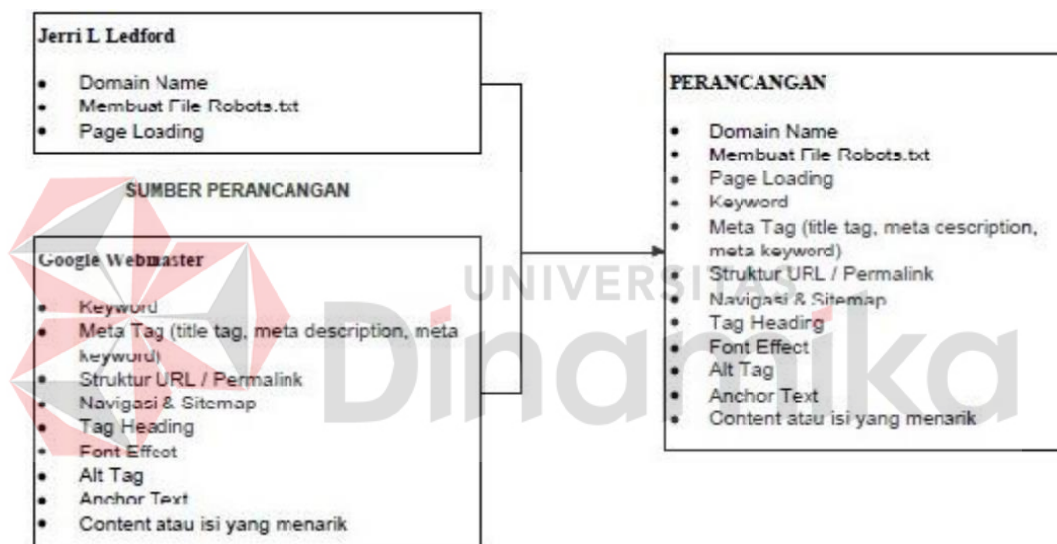 Jerri L Ledford
• Domain Name
• Membuat File Robots.txt
• Page Loading
SUMBER PERANCANGAN
Google Webmaster
• Keyword
• Meta Tag (title tag, meta description, meta
keyword)
• Struktur URL / Permalink
• Navigasi & Sitemap
• Tag Heading
• Font Effect
• Alt Tag
• Anchor Text
• Content atau isi yang menarik
PERANCANGAN
• Domain Name
• Membuat File Robots.txt
• Page Loading
• Keyword
• Meta Tag (title tag, meta cescription,
meta keyword)
• Struktur URL / Permalink
• Navigasi & Sitemap
• Tag Heading
• Font Effect
• Alt Tag
• Anchor Text
• Content atau isi yang menarik
UNIVERSITAS
Dinamika